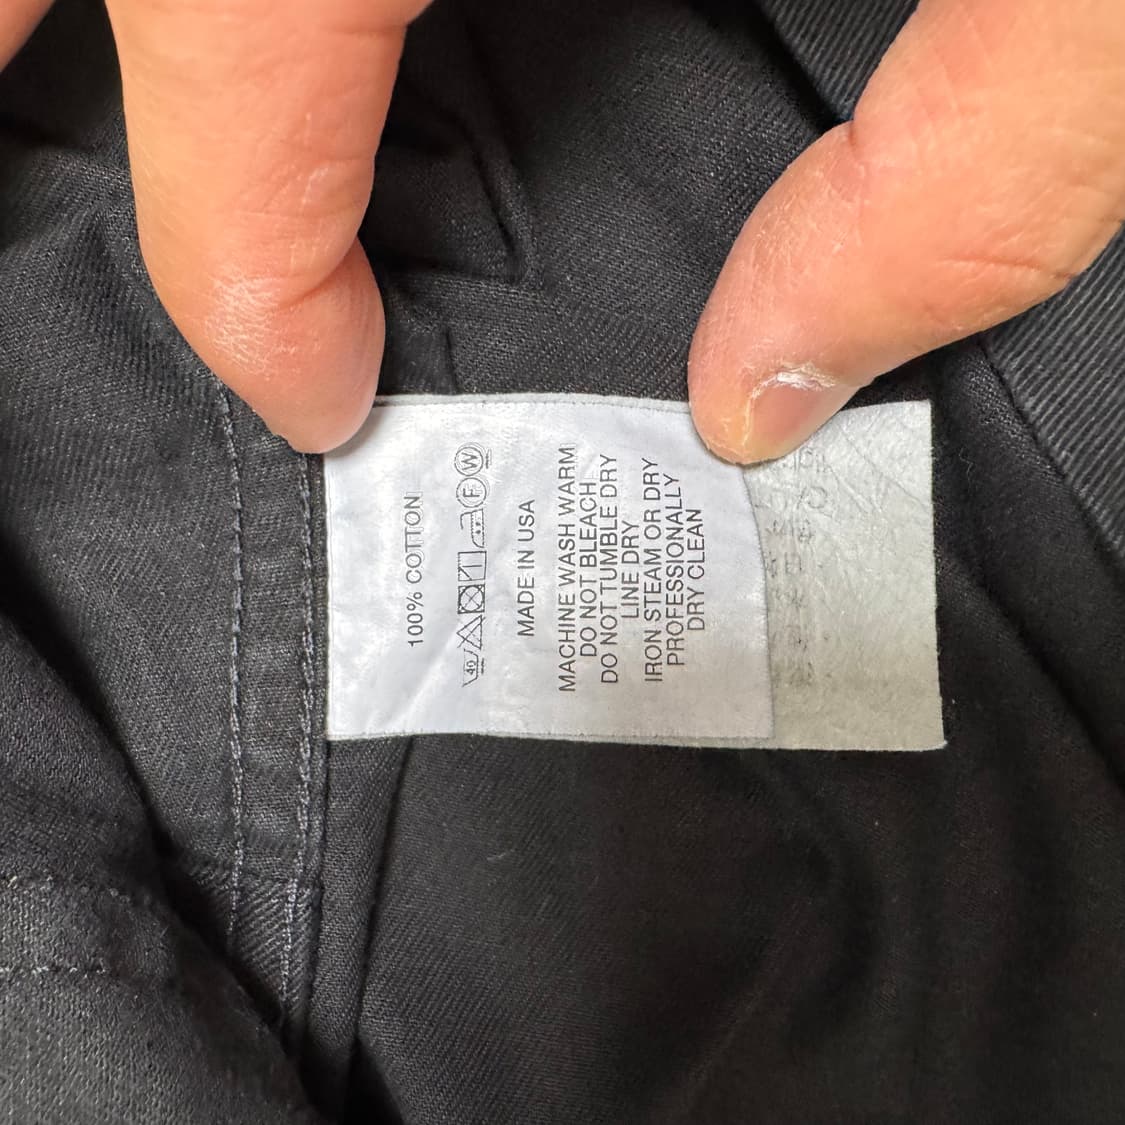 100% COTTON
40 F W
MADE IN USA
MACHINE WASH WARM
DO NOT BLEACH
DO NOT TUMBLE DRY
LINE DRY
IRON STEAM OR DRY
PROFESSIONALLY
DRY CLEAN